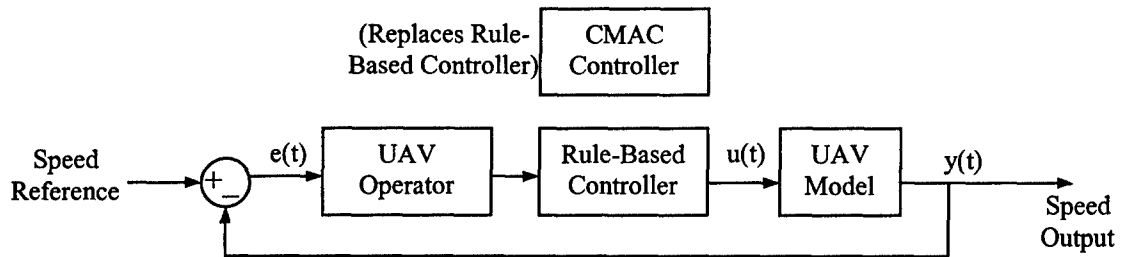 (Replaces Rule-
Based Controller)
CMAC
Controller
Speed
Reference
+
−
e(t)
UAV
Operator
Rule-Based
Controller
u(t)
UAV
Model
y(t)
Speed
Output